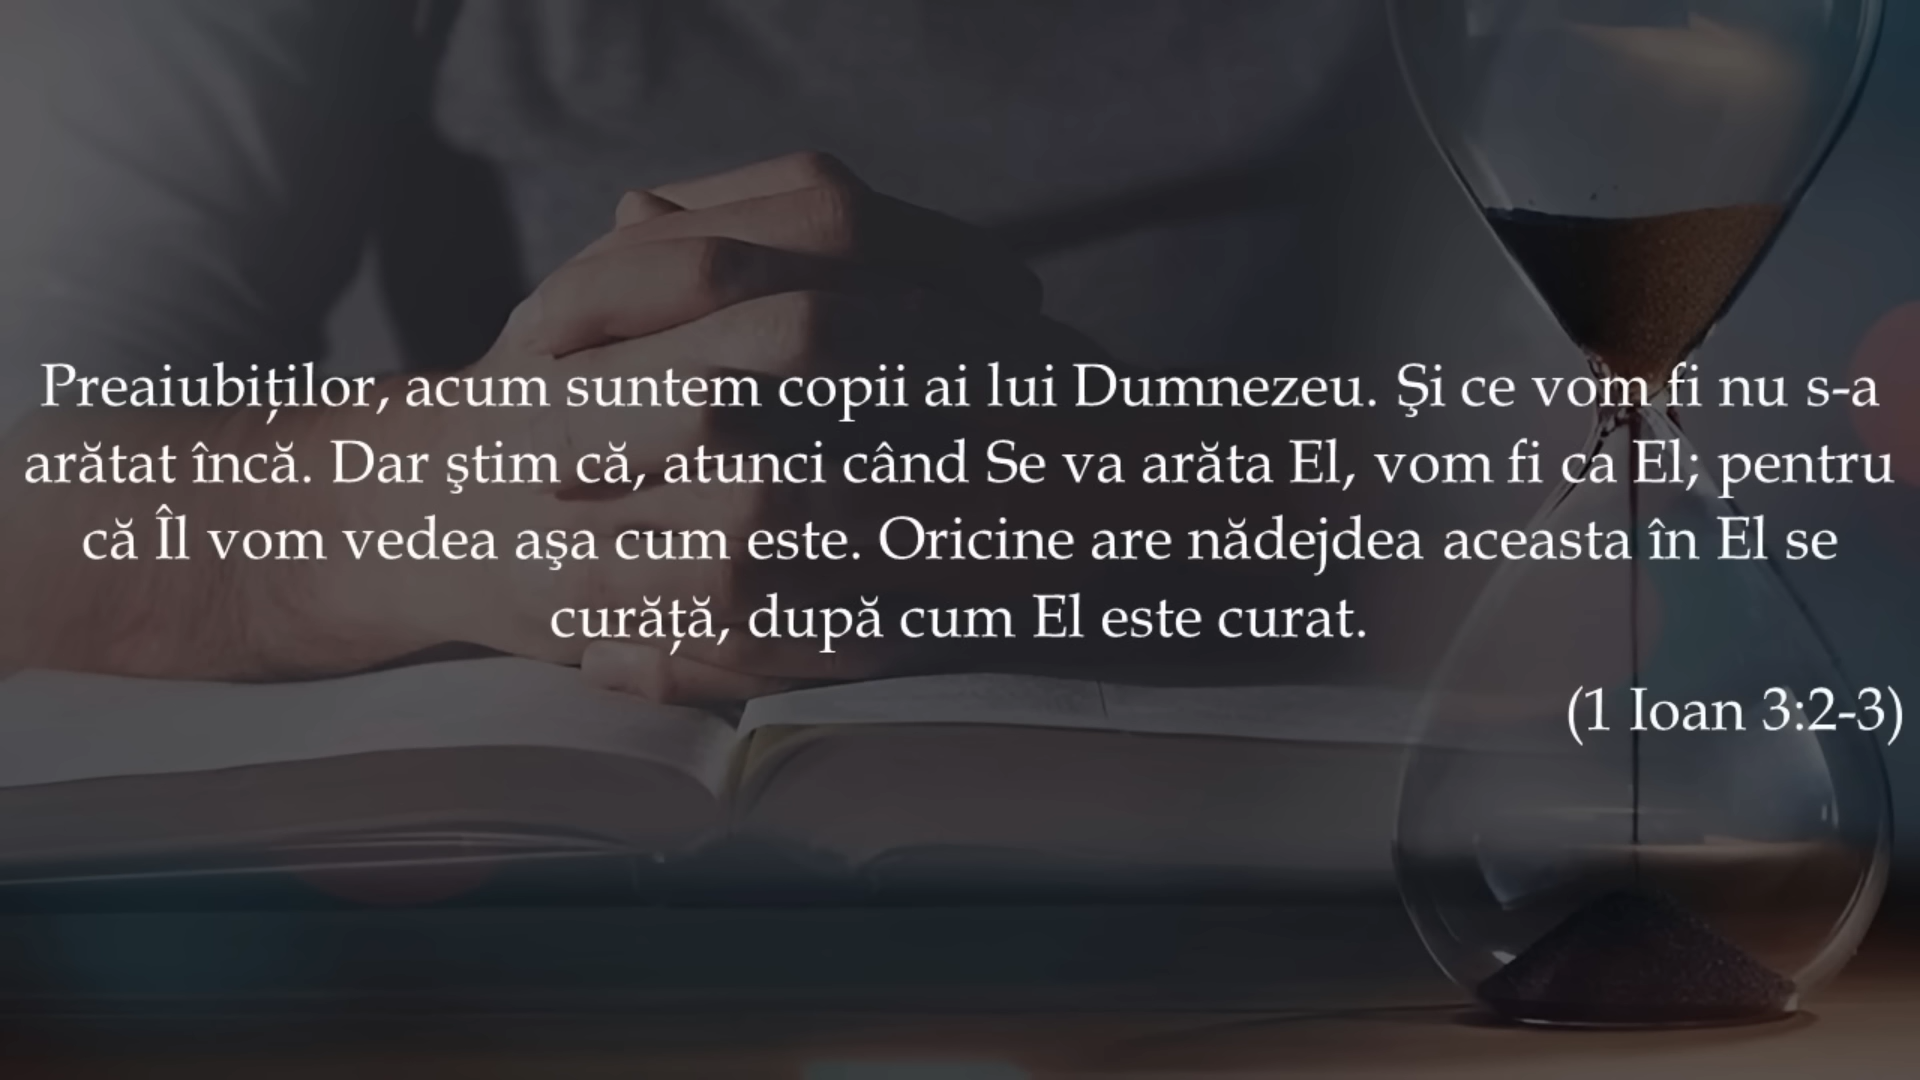 Preaiubiților, acum suntem copii ai lui Dumnezeu. Şi ce vom fi nu s-a
arătat încă. Dar ştim că, atunci când Se va arăta El, vom fi ca El; pentru
că Îl vom vedea aşa cum este. Oricine are nădejdea aceasta în El se
curăță, după cum El este curat.
(1 Ioan 3:2-3)